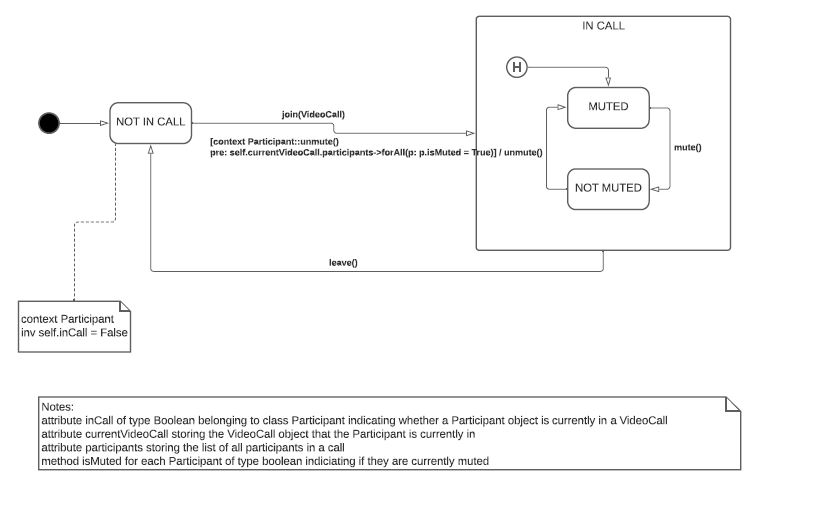 IN CALL
H
MUTED
NOT IN CALL
join(VideoCall)
[context Participant::unmute()
pre: self.currentVideoCall.participants->forAll(p: p.isMuted = True)] / unmute()
mute()
NOT MUTED
leave()
context Participant
inv self.inCall = False
Notes:
attribute inCall of type Boolean belonging to class Participant indicating whether a Participant object is currently in a VideoCall
attribute currentVideoCall storing the VideoCall object that the Participant is currently in
attribute participants storing the list of all participants in a call
method isMuted for each Participant of type boolean indiciating if they are currently muted